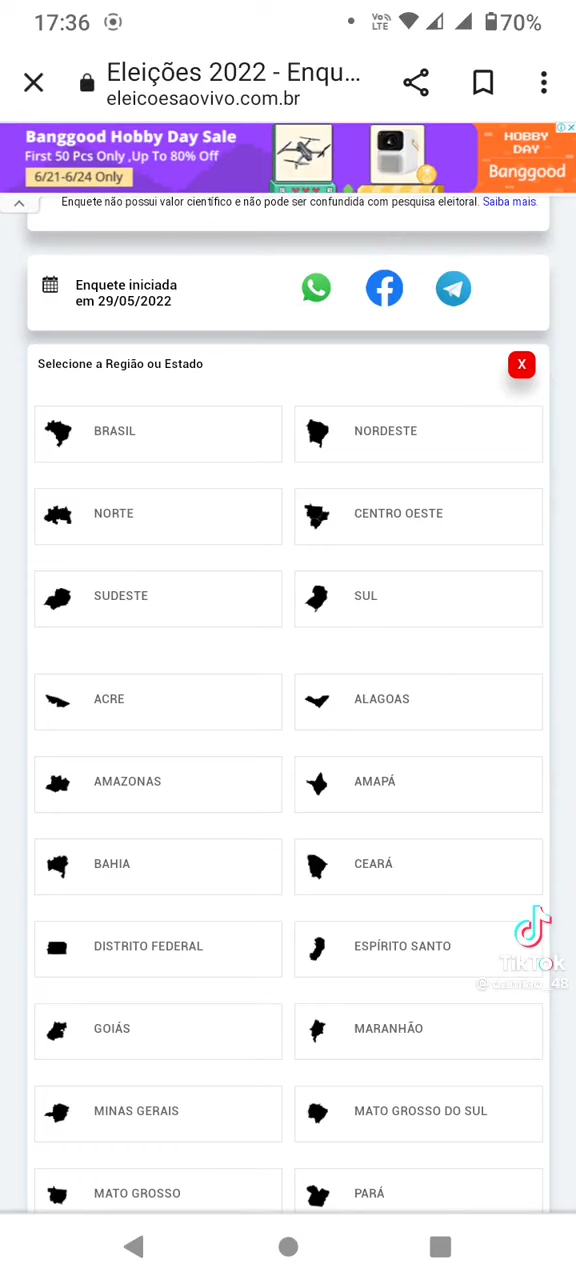 17:36
Vo)) LTE
70%
Eleições 2022 - Enqu...
eleicoesaovivo.com.br
Banggood Hobby Day Sale
First 50 Pcs Only ,Up To 80% Off
6/21-6/24 Only
HOBBY
DAY
Banggood
Enquete não possui valor científico e não pode ser confundida com pesquisa eleitoral. Saiba mais.
Enquete iniciada
em 29/05/2022
Selecione a Região ou Estado
X
BRASIL
NORDESTE
NORTE
CENTRO OESTE
SUDESTE
SUL
ACRE
ALAGOAS
AMAZONAS
AMAPÁ
BAHIA
CEARÁ
DISTRITO FEDERAL
ESPÍRITO SANTO
TikTok
GOIÁS
MARANHÃO
MINAS GERAIS
MATO GROSSO DO SUL
MATO GROSSO
PARÁ